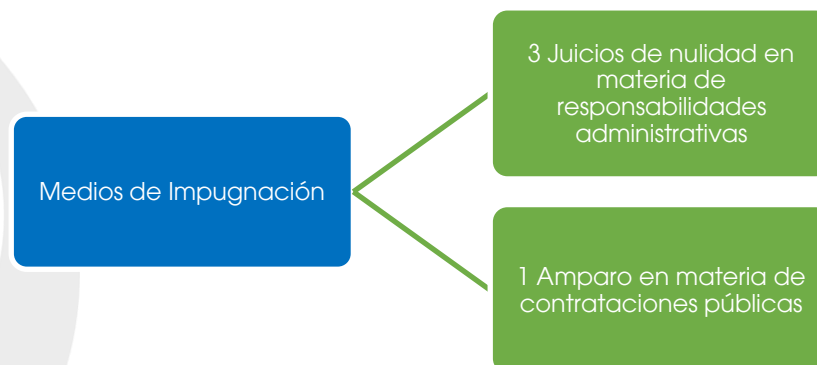 Medios de Impugnación
3 Juicios de nulidad en
materia de
responsabilidades
administrativas
1 Amparo en materia de
contrataciones públicas